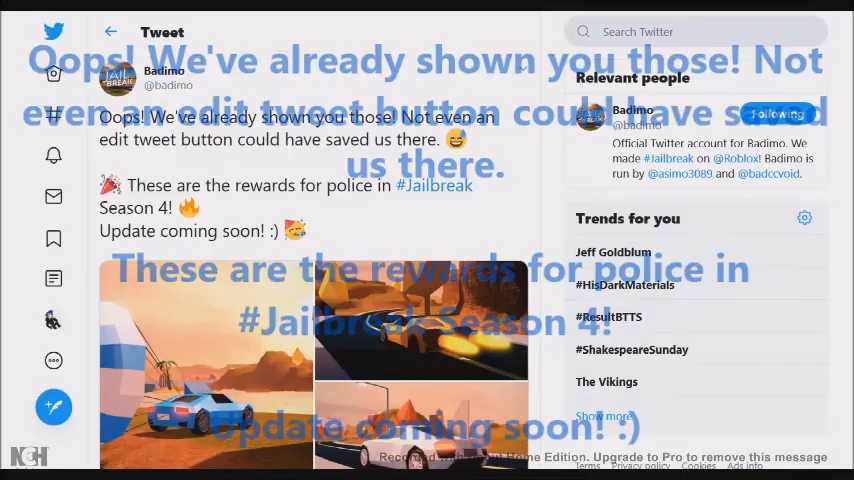 Tweet
Search Twitter
Oops! We've already shown you those! Not
even an edit tweet button could have saved
us there.
These are the rewards for police in
#Jailbreak Season 4!
Update coming soon! :)
JAIL
BREAK
Badimo
@badimo
Oops! We've already shown you those! Not even an
edit tweet button could have saved us there. 😅
🎉 These are the rewards for police in #Jailbreak
Season 4! 🔥
Update coming soon! :) 🥳
Relevant people
Badimo
@badimo
Following
Official Twitter account for Badimo. We
made #Jailbreak on @Roblox! Badimo is
run by @asimo3089 and @badccvoid.
Trends for you
Jeff Goldblum
#HisDarkMaterials
#ResultBTTS
#ShakespeareSunday
The Vikings
Show more
Terms Privacy policy Cookies Ads info
NCH
Home Edition. Upgrade to Pro to remove this message